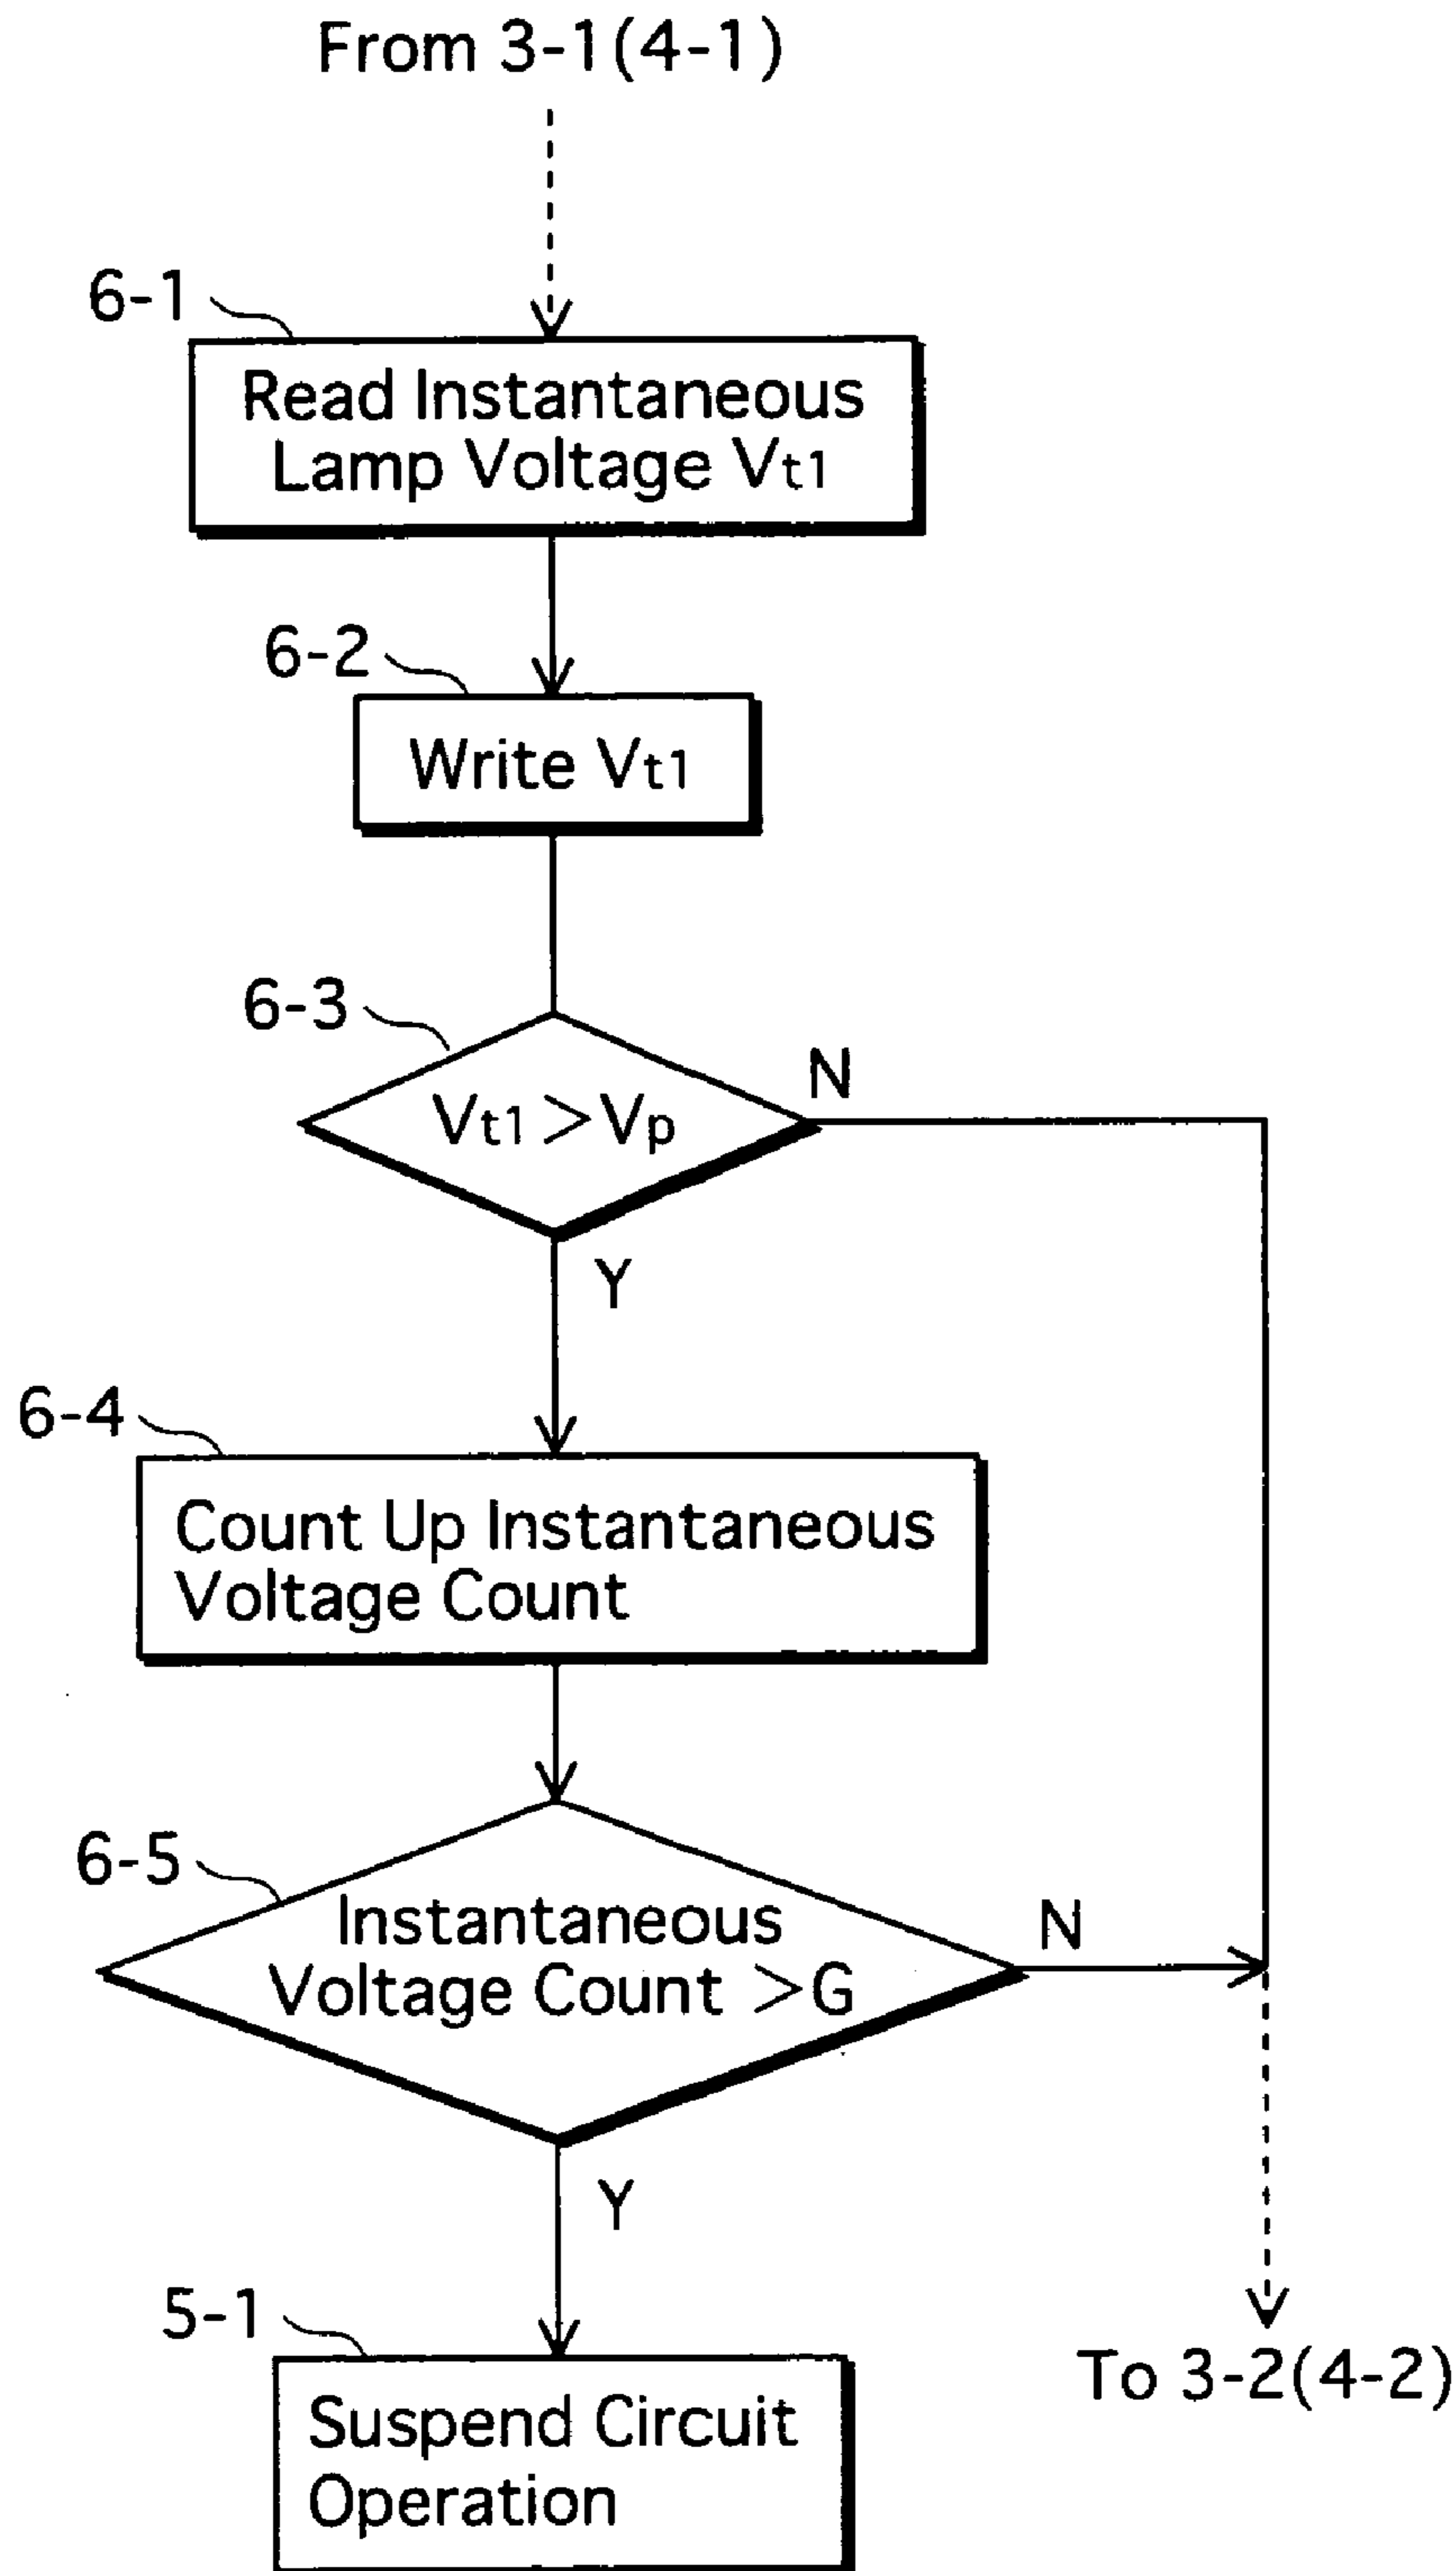 From 3-1(4-1)
6-1
Read Instantaneous
Lamp Voltage Vt1
6-2
Write Vt1
6-3
Vt1>Vp
N
Y
6-4
Count Up Instantaneous
Voltage Count
6-5
Instantaneous
Voltage Count >G
N
Y
5-1
Suspend Circuit
Operation
To 3-2(4-2)